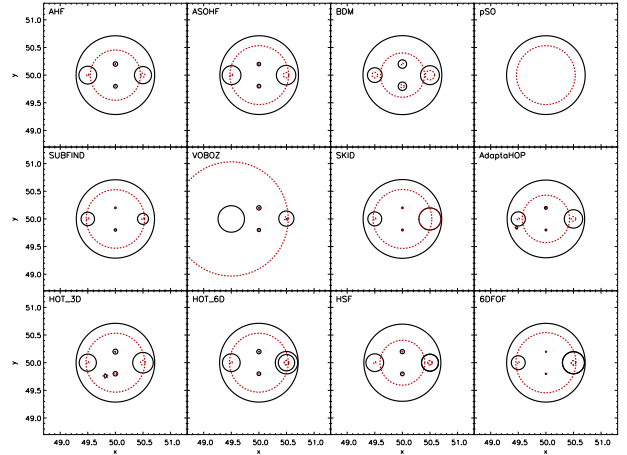 AHF ASOHF BDM pSO
51.0
50.5
y 50.0
49.5
49.0
SUBFIND VOBOZ SKID AdaptaHOP
51.0
50.5
y 50.0
49.5
49.0
HOT_3D HOT_6D HSF 6DFOF
51.0
50.5
y 50.0
49.5
49.0
49.0 49.5 50.0 50.5 51.0 49.0 49.5 50.0 50.5 51.0 49.0 49.5 50.0 50.5 51.0 49.0 49.5 50.0 50.5 51.0
x x x x